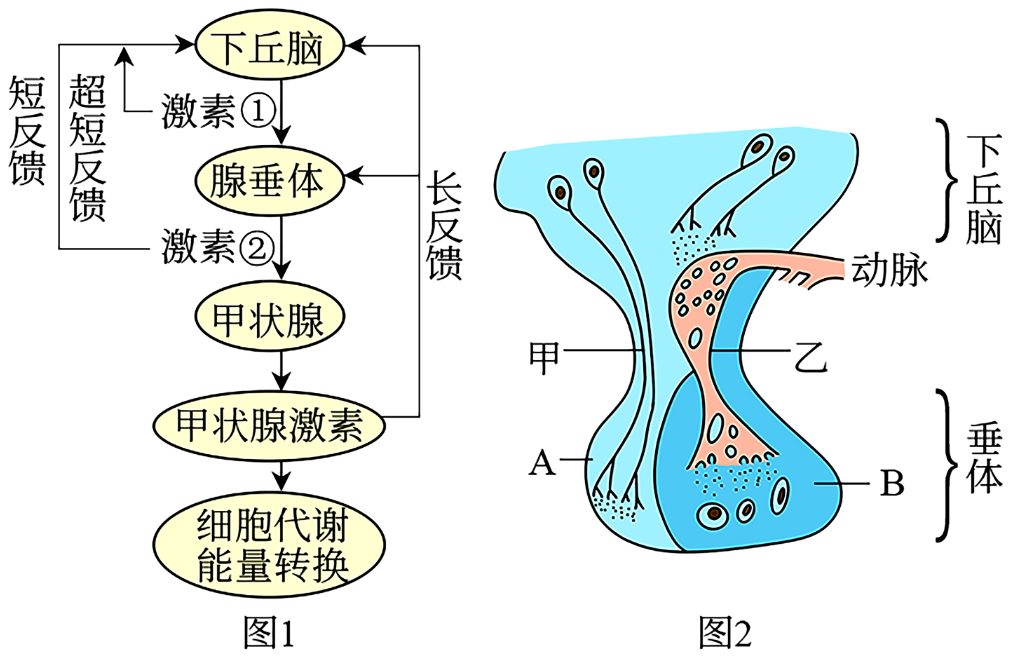 下丘脑
激素①
腺垂体
激素②
甲状腺
甲状腺激素
细胞代谢
能量转换
短反馈
超短反馈
长反馈
图1
下丘脑
动脉
甲
乙
A
B
垂体
图2